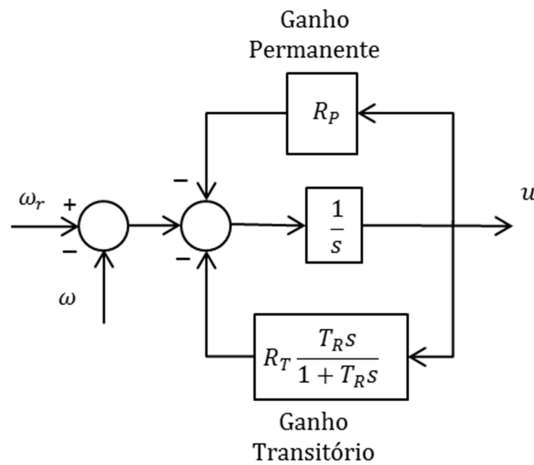 Ganho
Permanente
R_P
ω_r
+
−
−
−
ω
1/s
u
R_T T_R s/(1 + T_R s)
Ganho
Transitório